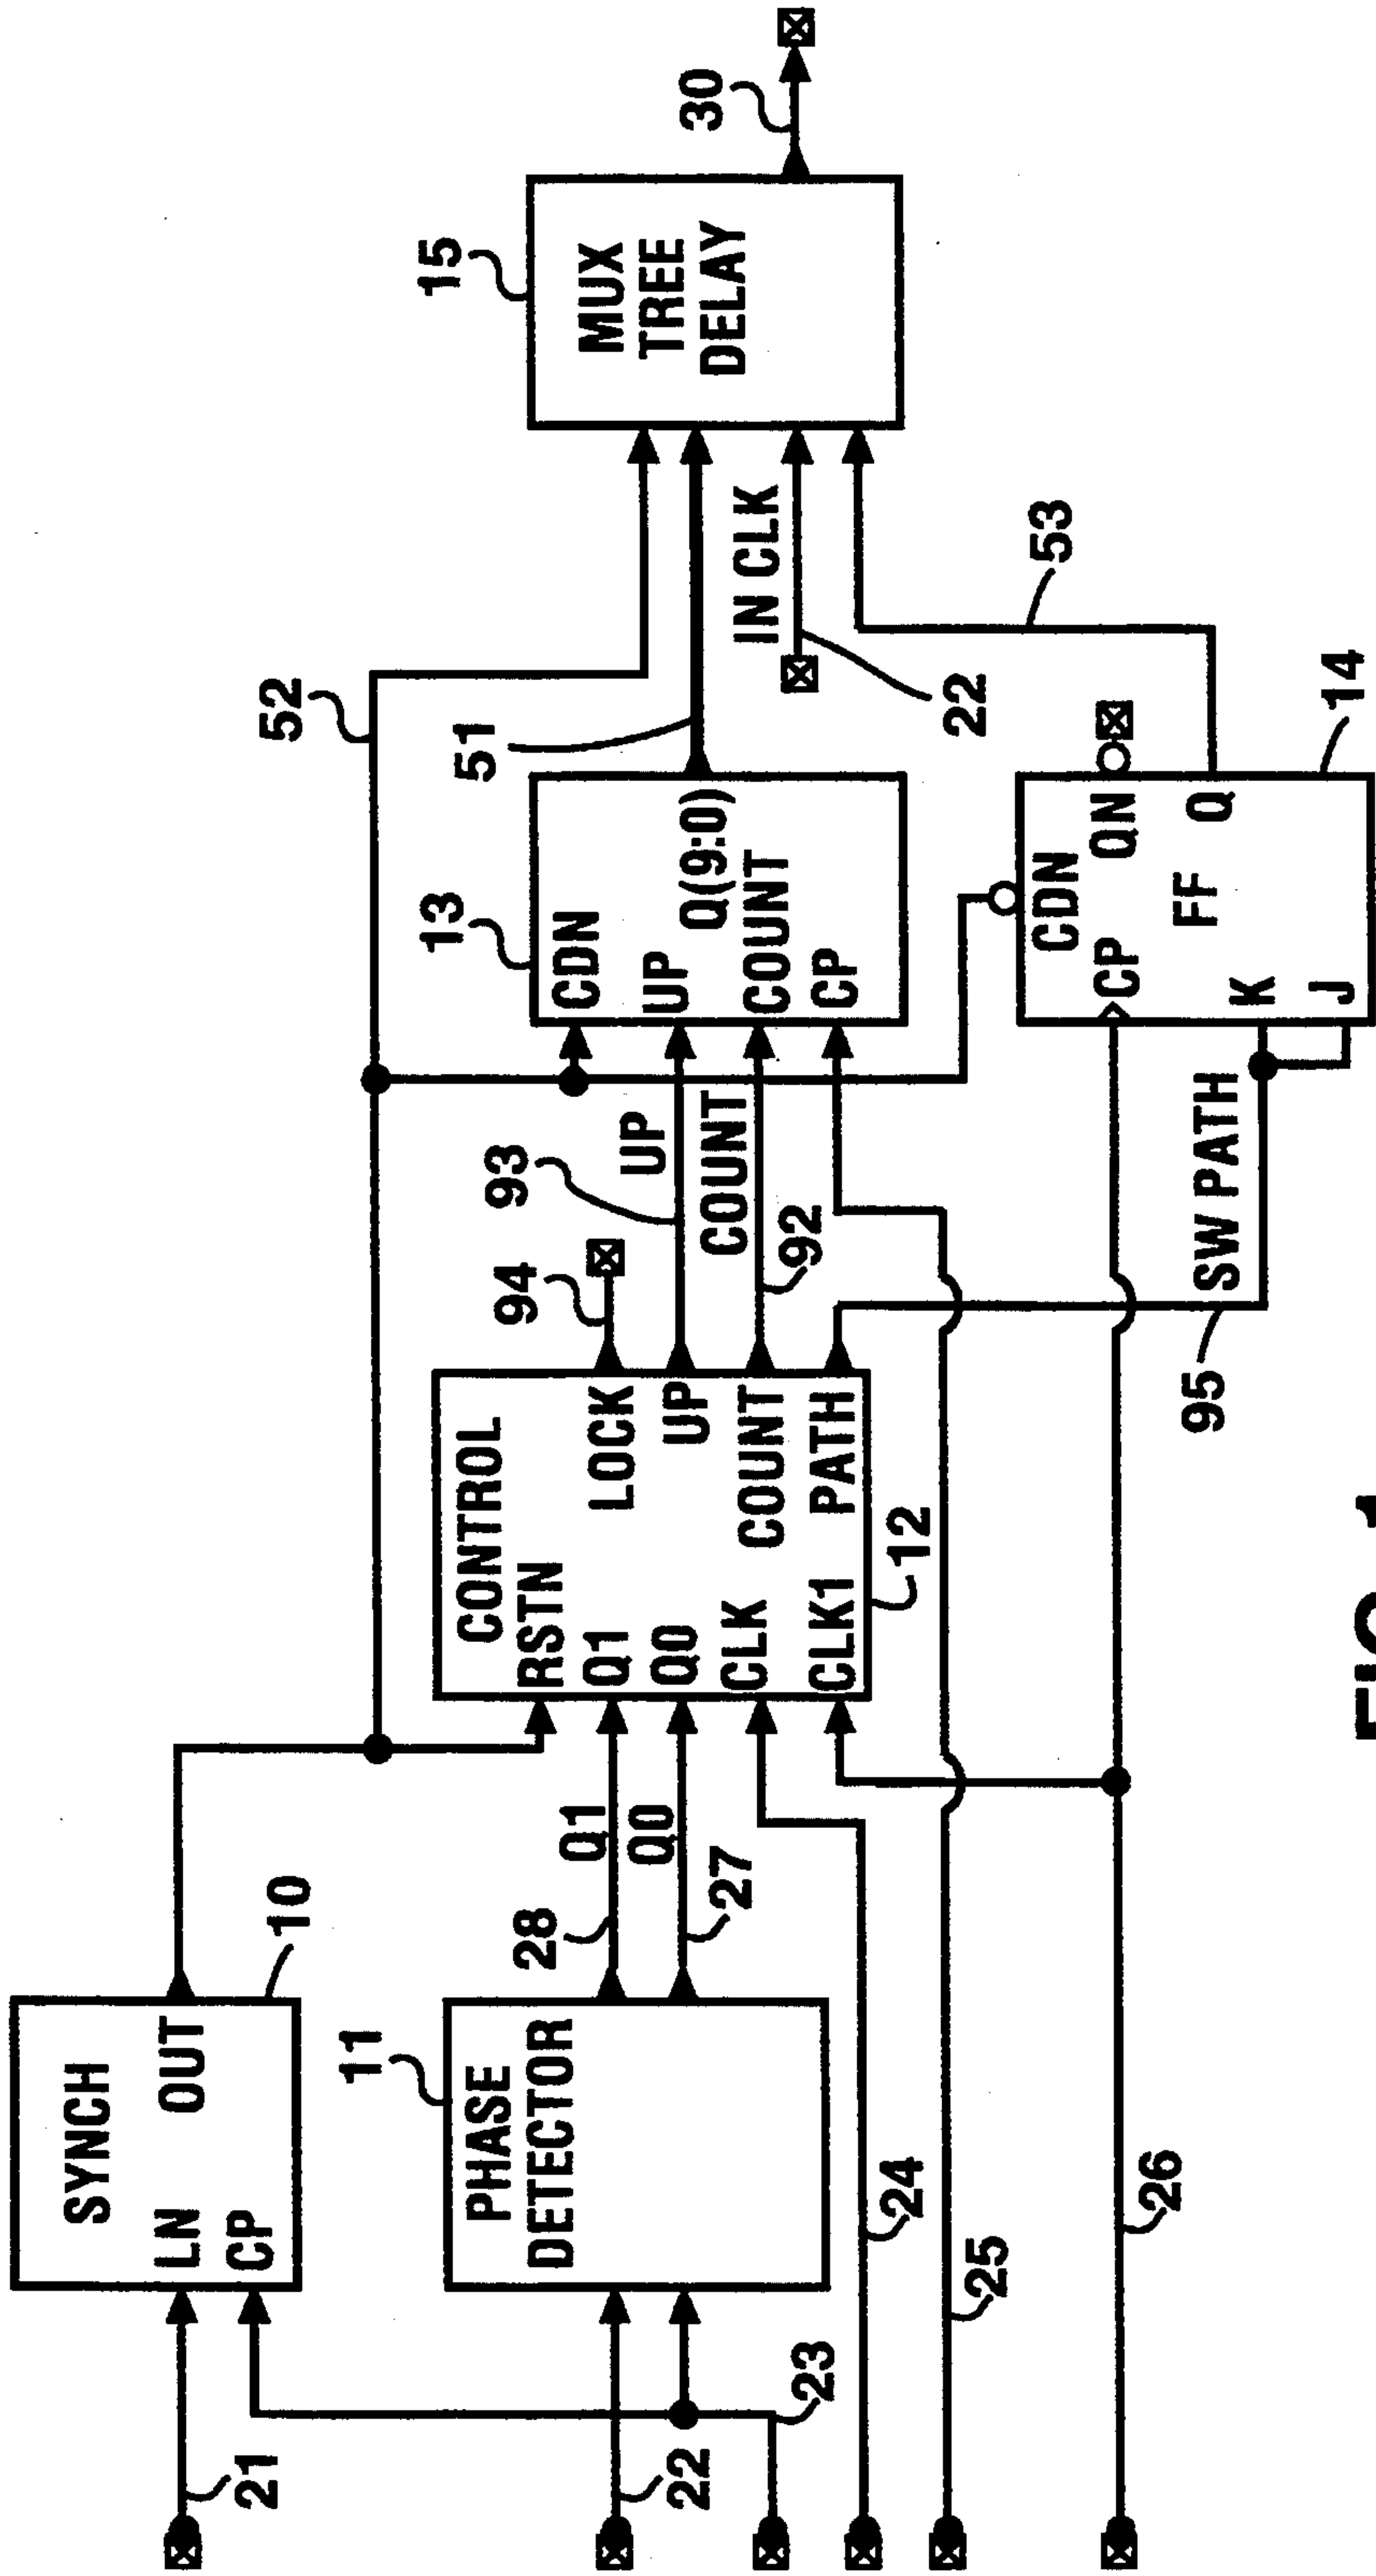 SYNCH
LN
OUT
CP
10
21
11
PHASE
DETECTOR
22
23
28
Q1
Q0
27
24
25
26
CONTROL
RSTN
Q1
Q0
CLK
CLK1
LOCK
UP
COUNT
PATH
12
94
93
UP
COUNT
92
95
SW PATH
52
13
CDN
UP
Q(9:0)
COUNT
CP
51
CDN
CP
QN
FF
Q
K
J
14
53
IN CLK
22
15
MUX
TREE
DELAY
30